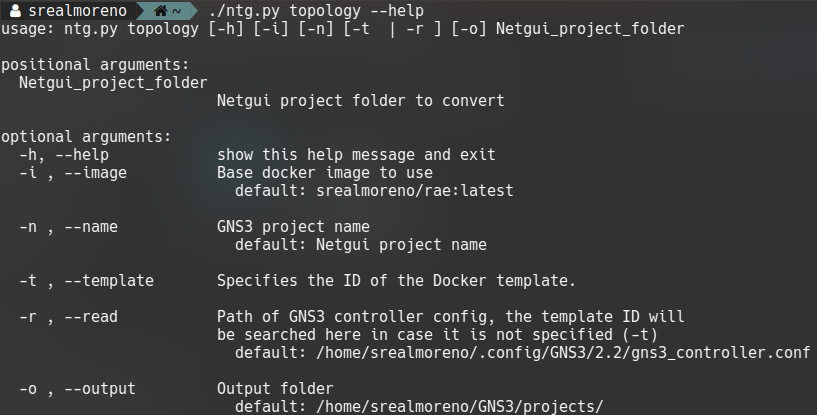 srealmoreno ~ ./ntg.py topology --help
usage: ntg.py topology [-h] [-i] [-n] [-t  | -r ] [-o] Netgui_project_folder
positional arguments:
  Netgui_project_folder
                        Netgui project folder to convert
optional arguments:
  -h, --help            show this help message and exit
  -i , --image          Base docker image to use
                          default: srealmoreno/rae:latest
  -n , --name           GNS3 project name
                          default: Netgui project name
  -t , --template       Specifies the ID of the Docker template.
  -r , --read           Path of GNS3 controller config, the template ID will
                        be searched here in case it is not specified (-t)
                          default: /home/srealmoreno/.config/GNS3/2.2/gns3_controller.conf
  -o , --output         Output folder
                          default: /home/srealmoreno/GNS3/projects/